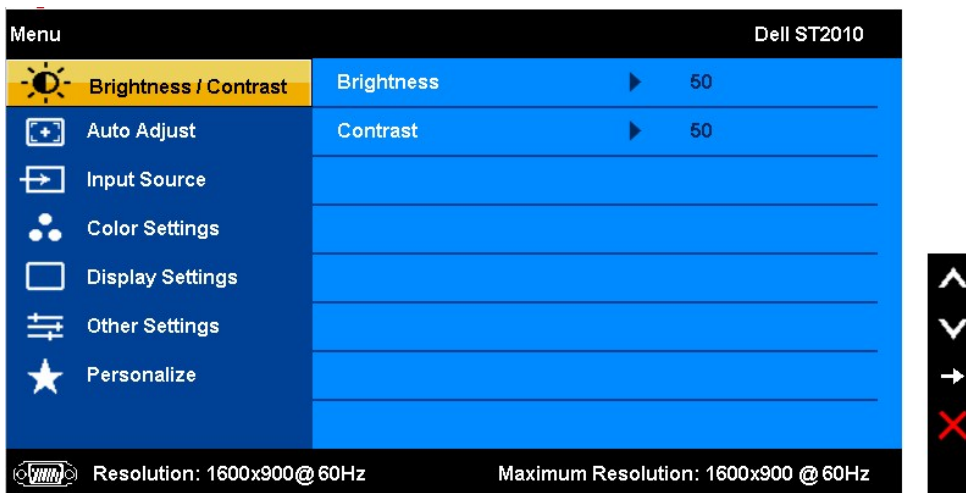 Menu Dell ST2010
Brightness / Contrast Brightness 50
Auto Adjust Contrast 50
Input Source
Color Settings
Display Settings
Other Settings
Personalize
Resolution: 1600x900@60Hz Maximum Resolution: 1600x900 @60Hz